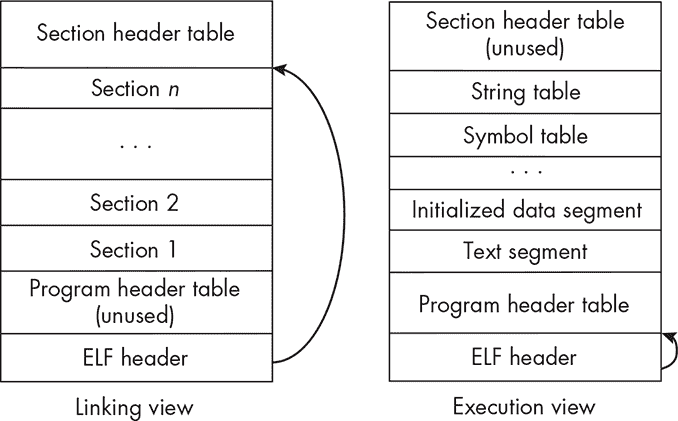 Section header table
Section n
. . .
Section 2
Section 1
Program header table
(unused)
ELF header
Linking view
Section header table
(unused)
String table
Symbol table
. . .
Initialized data segment
Text segment
Program header table
ELF header
Execution view